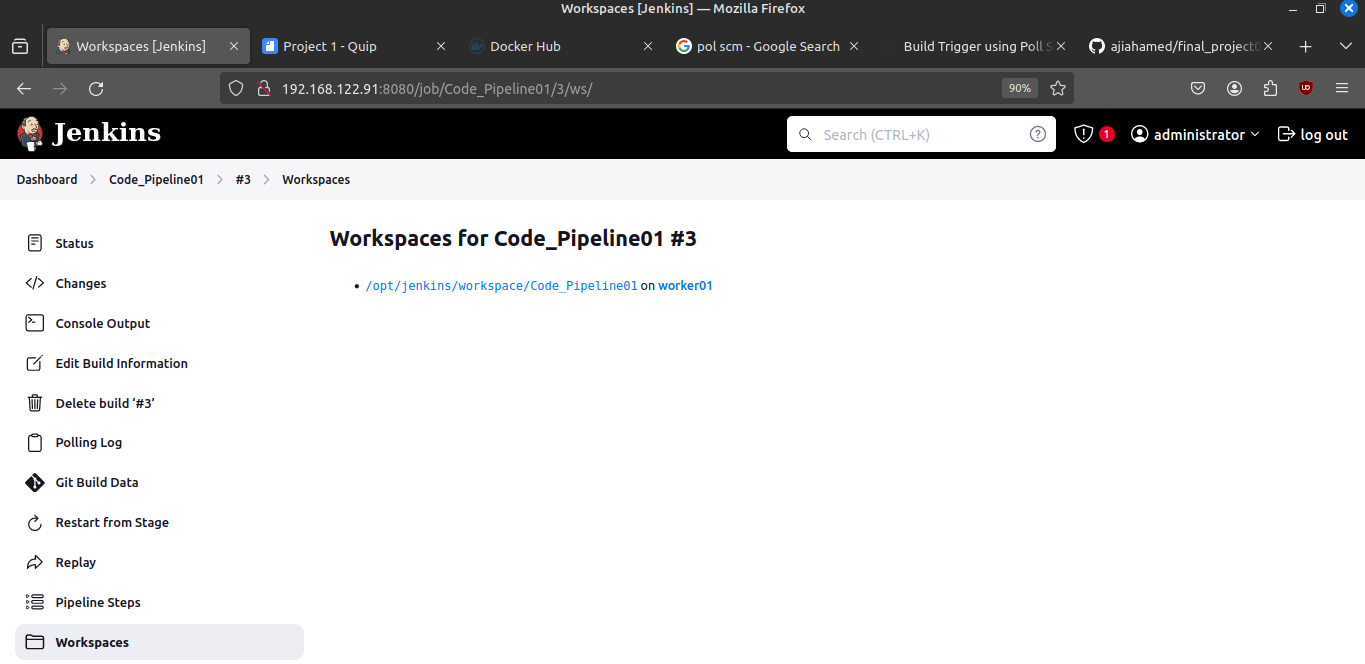 Workspaces [Jenkins] — Mozilla Firefox
Workspaces [Jenkins]
Project 1 - Quip
Docker Hub
pol scm - Google Search
Build Trigger using Poll S
ajiahamed/final_project0
192.168.122.91:8080/job/Code_Pipeline01/3/ws/
90%
Jenkins
Search (CTRL+K)
1
administrator
log out
Dashboard
Code_Pipeline01
#3
Workspaces
Status
Changes
Console Output
Edit Build Information
Delete build ‘#3’
Polling Log
Git Build Data
Restart from Stage
Replay
Pipeline Steps
Workspaces
Workspaces for Code_Pipeline01 #3
/opt/jenkins/workspace/Code_Pipeline01 on worker01